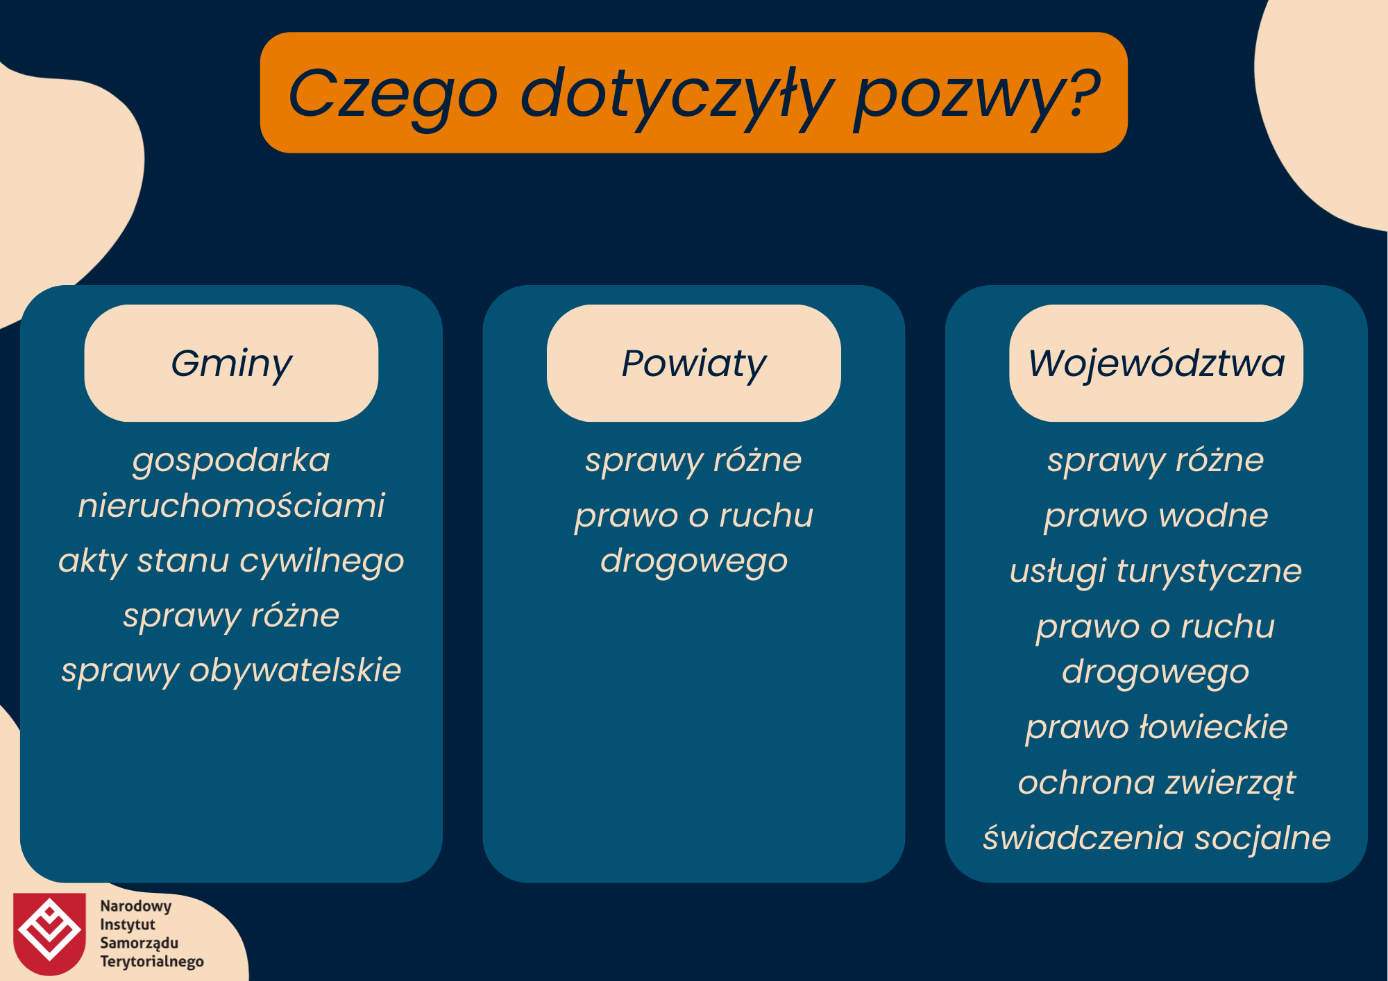 Czego dotyczyły pozwy?
Gminy
gospodarka
nieruchomościami
akty stanu cywilnego
sprawy różne
sprawy obywatelskie
Powiaty
sprawy różne
prawo o ruchu
drogowego
Województwa
sprawy różne
prawo wodne
usługi turystyczne
prawo o ruchu
drogowego
prawo łowieckie
ochrona zwierząt
świadczenia socjalne
Narodowy
Instytut
Samorządu
Terytorialnego